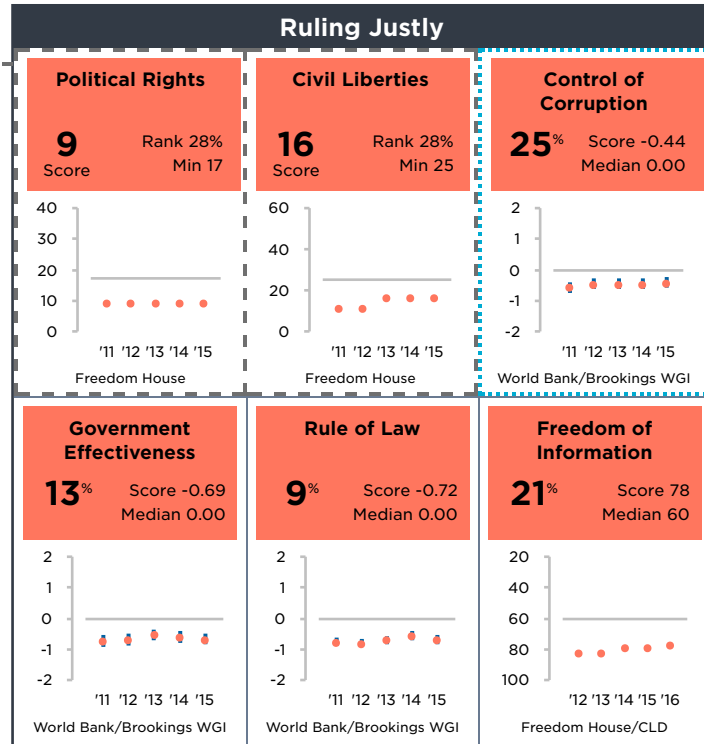 Ruling Justly
Political Rights
9
Score
Rank 28%
Min 17
40
30
20
10
0
'11 '12 '13 '14 '15
Freedom House
Civil Liberties
16
Score
Rank 28%
Min 25
60
40
20
0
'11 '12 '13 '14 '15
Freedom House
Control of
Corruption
25%
Score -0.44
Median 0.00
2
1
0
-1
-2
'11 '12 '13 '14 '15
World Bank/Brookings WGI
Government
Effectiveness
13%
Score -0.69
Median 0.00
2
1
0
-1
-2
'11 '12 '13 '14 '15
World Bank/Brookings WGI
Rule of Law
9%
Score -0.72
Median 0.00
2
1
0
-1
-2
'11 '12 '13 '14 '15
World Bank/Brookings WGI
Freedom of
Information
21%
Score 78
Median 60
20
40
60
80
100
'12 '13 '14 '15 '16
Freedom House/CLD